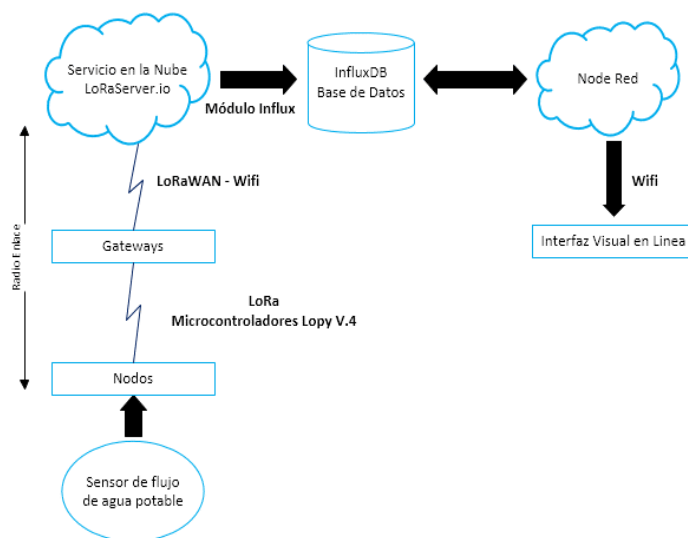 Servicio en la Nube
LoRaServer.io
Módulo Influx
InfluxDB
Base de Datos
Node Red
LoRaWAN - Wifi
Wifi
Radio Enlace
Gateways
Interfaz Visual en Linea
LoRa
Microcontroladores Lopy V.4
Nodos
Sensor de flujo
de agua potable